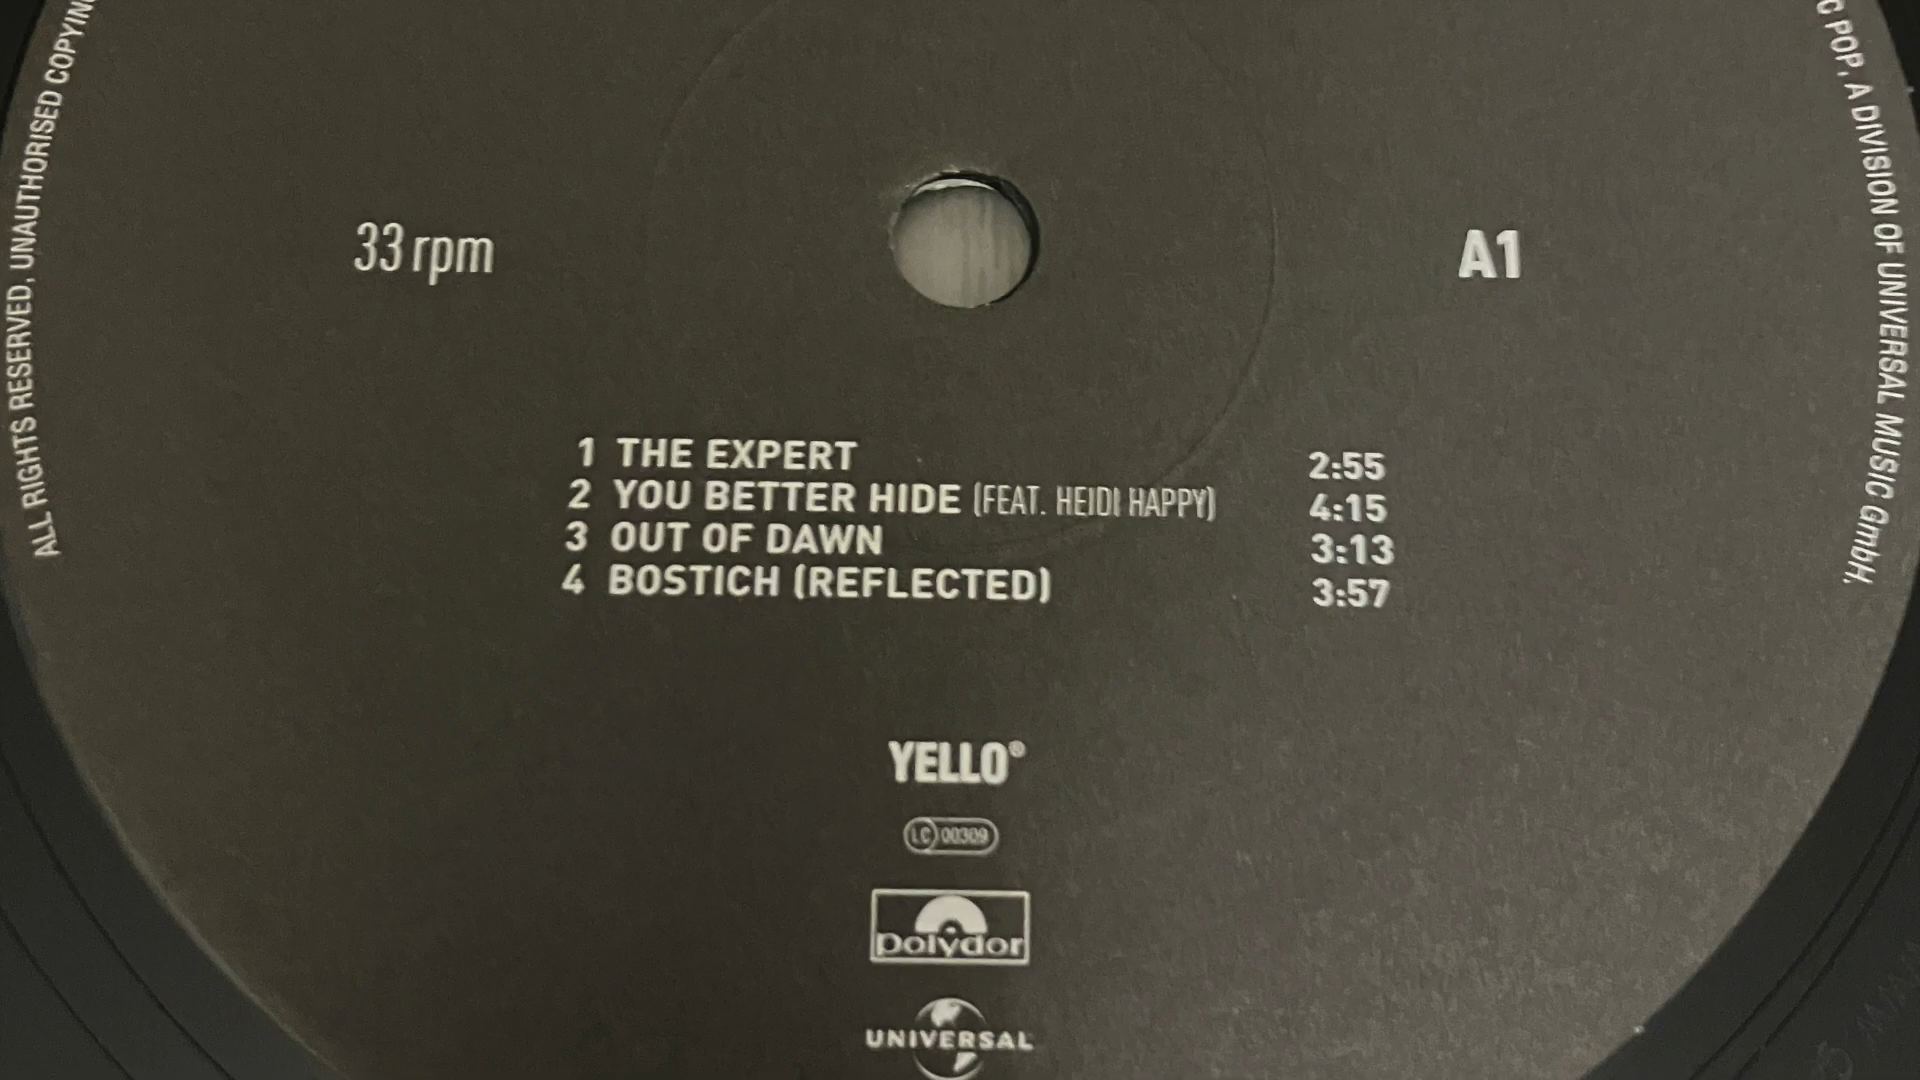 ALL RIGHTS RESERVED, UNAUTHORISED COPYING
C POP, A DIVISION OF UNIVERSAL MUSIC GmbH.
33 rpm
A1
1 THE EXPERT 2:55
2 YOU BETTER HIDE (FEAT. HEIDI HAPPY) 4:15
3 OUT OF DAWN 3:13
4 BOSTICH (REFLECTED) 3:57
YELLO®
LC 00309
polydor
UNIVERSAL